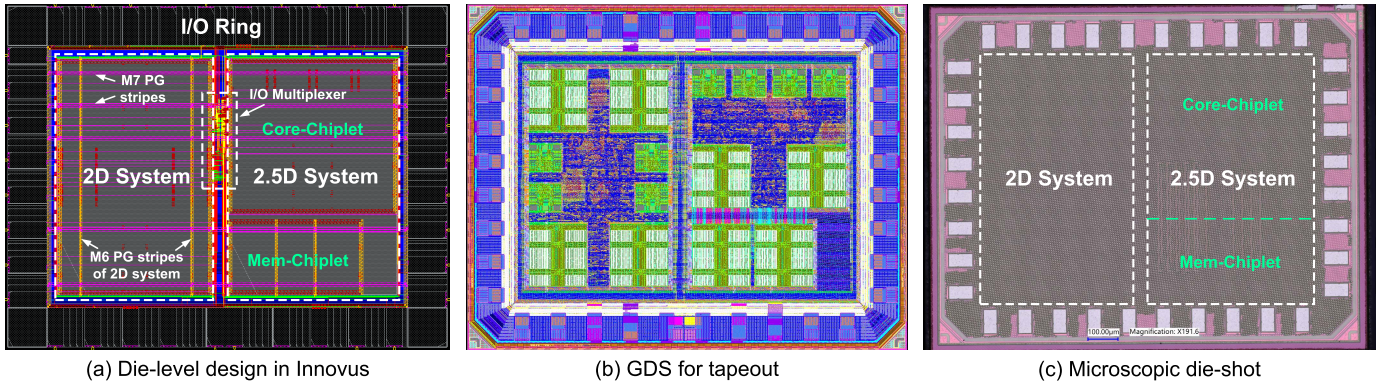 I/O Ring
M7 PG
stripes
I/O Multiplexer
Core-Chiplet
2D System
2.5D System
M6 PG stripes
of 2D system
Mem-Chiplet
(a) Die-level design in Innovus
(b) GDS for tapeout
Core-Chiplet
2D System
2.5D System
Mem-Chiplet
100.00μm
Magnification: X191.6
(c) Microscopic die-shot